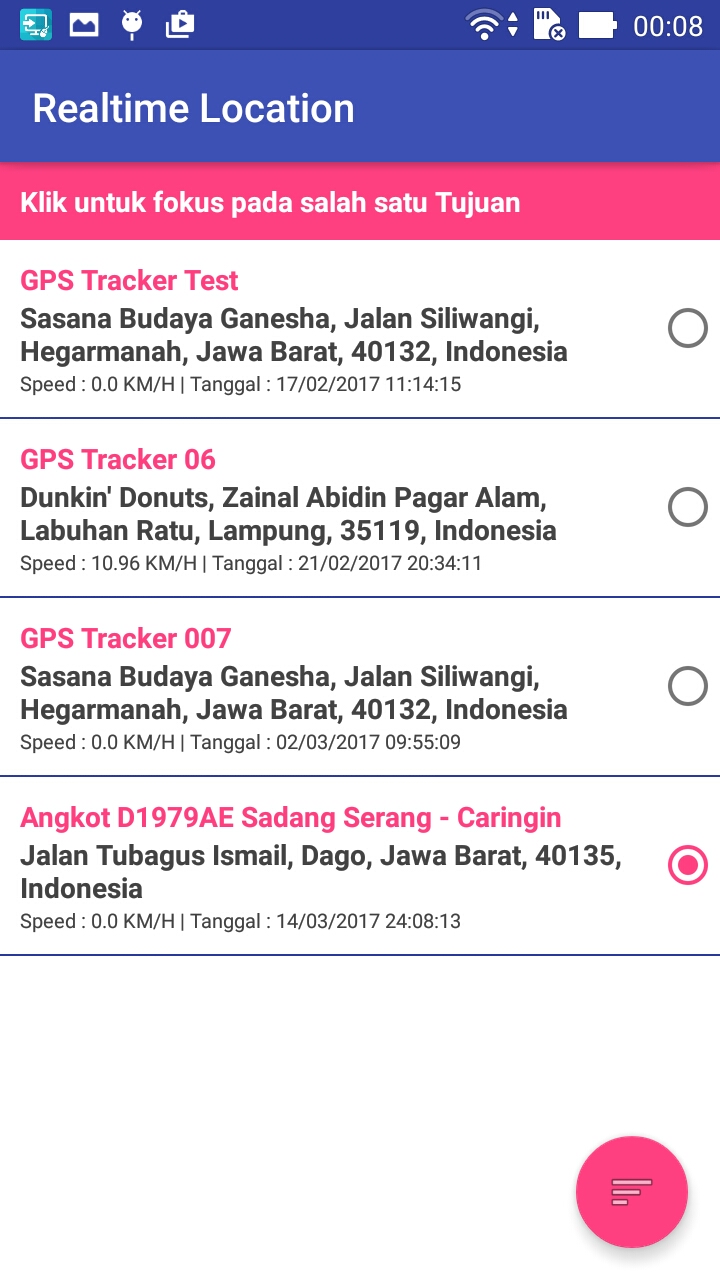 00:08
Realtime Location
Klik untuk fokus pada salah satu Tujuan
GPS Tracker Test
Sasana Budaya Ganesha, Jalan Siliwangi,
Hegarmanah, Jawa Barat, 40132, Indonesia
Speed : 0.0 KM/H | Tanggal : 17/02/2017 11:14:15
GPS Tracker 06
Dunkin' Donuts, Zainal Abidin Pagar Alam,
Labuhan Ratu, Lampung, 35119, Indonesia
Speed : 10.96 KM/H | Tanggal : 21/02/2017 20:34:11
GPS Tracker 007
Sasana Budaya Ganesha, Jalan Siliwangi,
Hegarmanah, Jawa Barat, 40132, Indonesia
Speed : 0.0 KM/H | Tanggal : 02/03/2017 09:55:09
Angkot D1979AE Sadang Serang - Caringin
Jalan Tubagus Ismail, Dago, Jawa Barat, 40135,
Indonesia
Speed : 0.0 KM/H | Tanggal : 14/03/2017 24:08:13